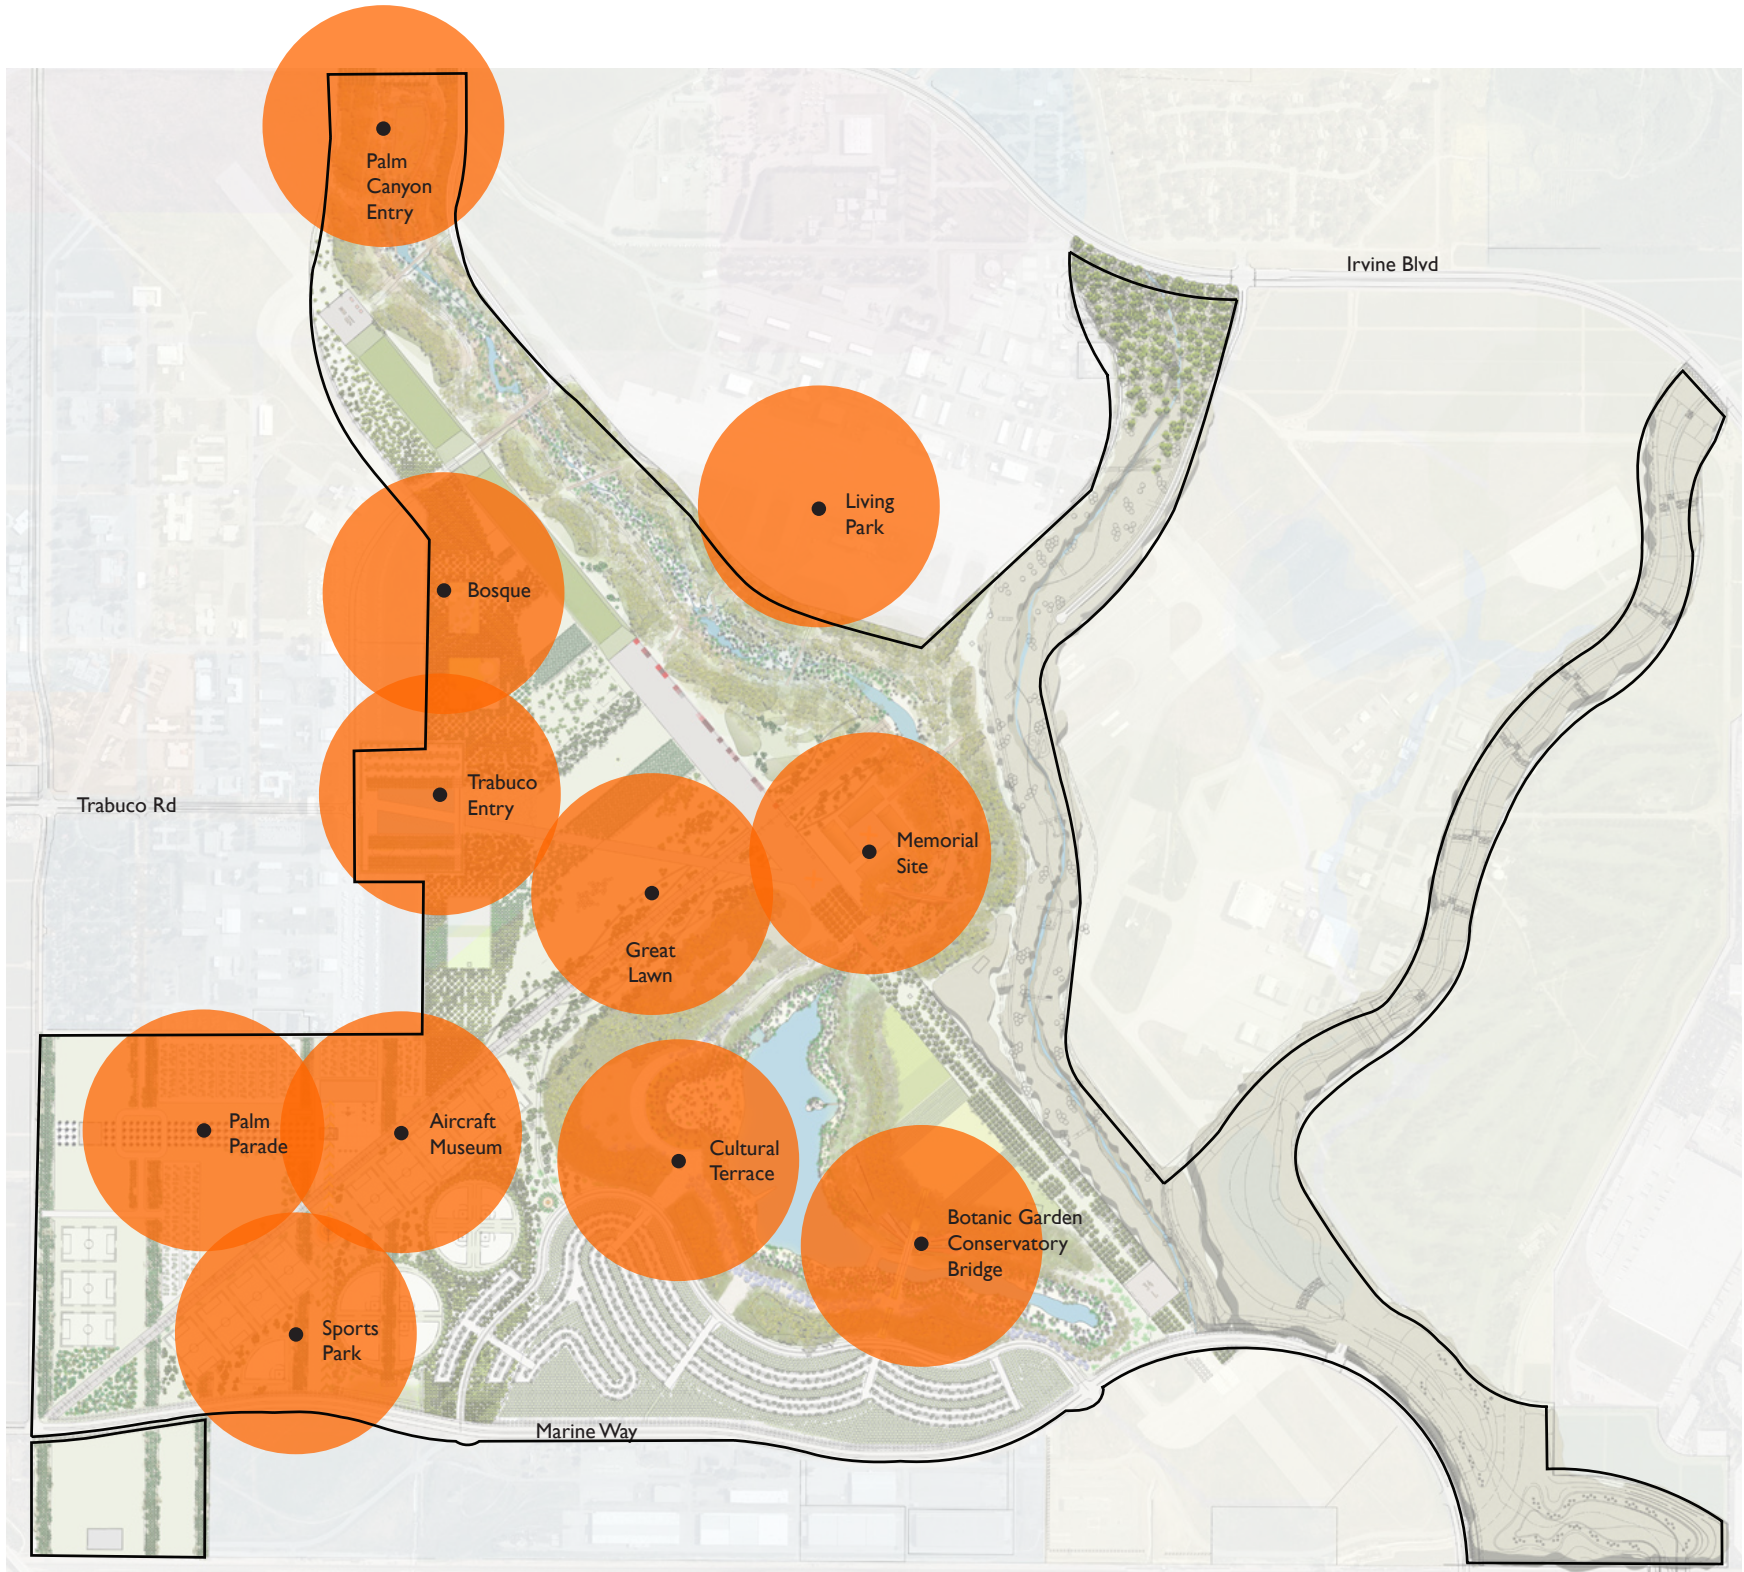 Palm
Canyon
Entry
Irvine Blvd
Living
Park
Bosque
Trabuco
Entry
Trabuco Rd
Memorial
Site
Great
Lawn
Palm
Parade
Aircraft
Museum
Cultural
Terrace
Botanic Garden
Conservatory
Bridge
Sports
Park
Marine Way